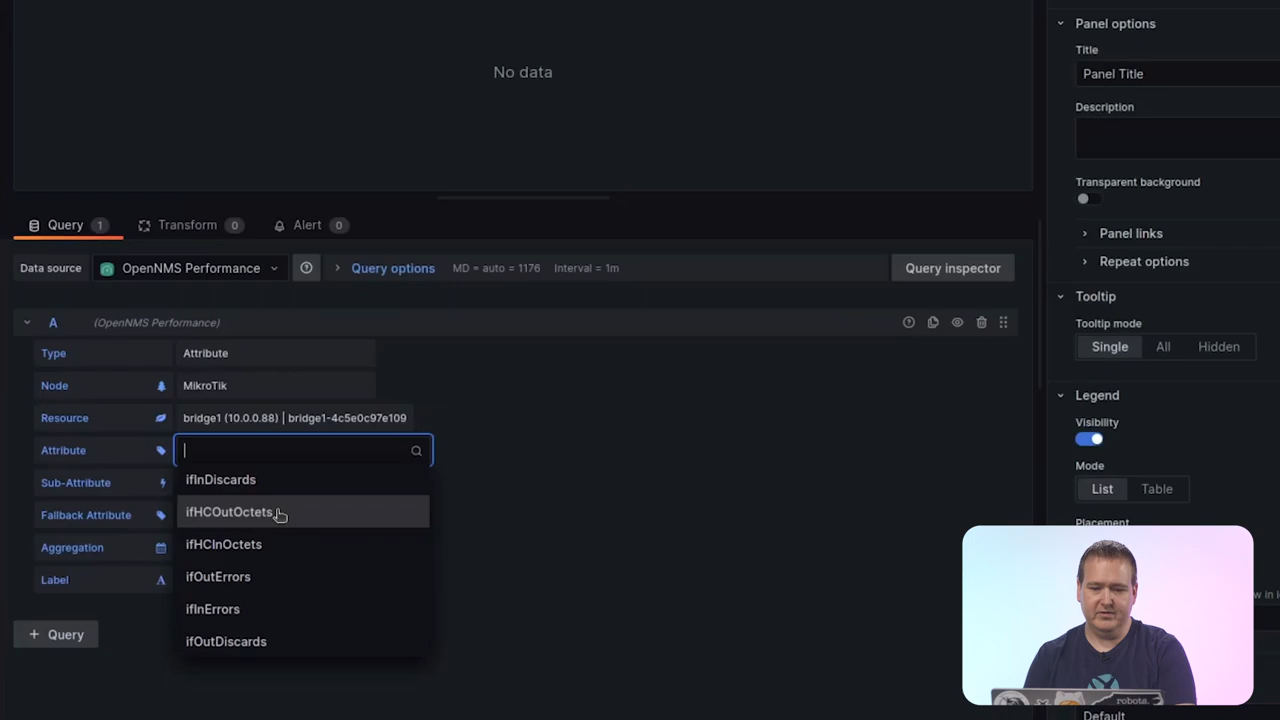 No data
Query 1 Transform 0 Alert 0
Data source OpenNMS Performance Query options MD = auto = 1176 Interval = 1m Query inspector
A (OpenNMS Performance)
Type Attribute
Node MikroTik
Resource bridge1 (10.0.0.88) | bridge1-4c5e0c97e109
Attribute
Sub-Attribute
Fallback Attribute
Aggregation
Label
ifInDiscards
ifHCOutOctets
ifHCInOctets
ifOutErrors
ifInErrors
ifOutDiscards
+ Query
Panel options
Title
Panel Title
Description
Transparent background
Panel links
Repeat options
Tooltip
Tooltip mode
Single All Hidden
Legend
Visibility
Mode
List Table
Placement
robota
Default